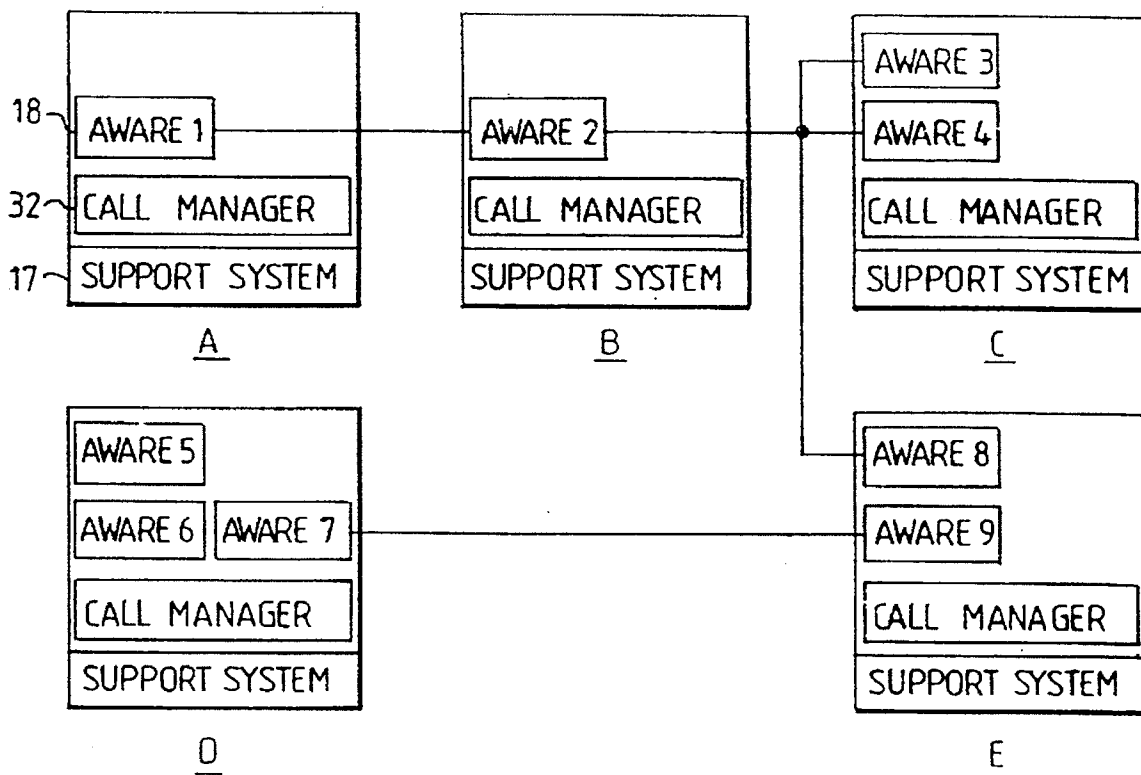 18
AWARE 1
32
CALL MANAGER
17
SUPPORT SYSTEM
A
AWARE 2
CALL MANAGER
SUPPORT SYSTEM
B
AWARE 3
AWARE 4
CALL MANAGER
SUPPORT SYSTEM
C
AWARE 5
AWARE 6
AWARE 7
CALL MANAGER
SUPPORT SYSTEM
D
AWARE 8
AWARE 9
CALL MANAGER
SUPPORT SYSTEM
E